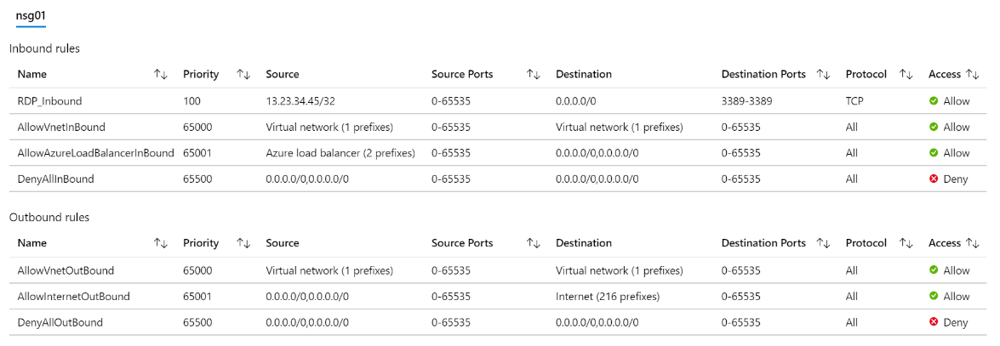 nsg01
Inbound rules
Name Priority Source Source Ports Destination Destination Ports Protocol Access
RDP_Inbound 100 13.23.34.45/32 0-65535 0.0.0.0/0 3389-3389 TCP Allow
AllowVnetInBound 65000 Virtual network (1 prefixes) 0-65535 Virtual network (1 prefixes) 0-65535 All Allow
AllowAzureLoadBalancerInBound 65001 Azure load balancer (2 prefixes) 0-65535 0.0.0.0/0,0.0.0.0/0 0-65535 All Allow
DenyAllInBound 65500 0.0.0.0/0,0.0.0.0/0 0-65535 0.0.0.0/0,0.0.0.0/0 0-65535 All Deny
Outbound rules
Name Priority Source Source Ports Destination Destination Ports Protocol Access
AllowVnetOutBound 65000 Virtual network (1 prefixes) 0-65535 Virtual network (1 prefixes) 0-65535 All Allow
AllowInternetOutBound 65001 0.0.0.0/0,0.0.0.0/0 0-65535 Internet (216 prefixes) 0-65535 All Allow
DenyAllOutBound 65500 0.0.0.0/0,0.0.0.0/0 0-65535 0.0.0.0/0,0.0.0.0/0 0-65535 All Deny